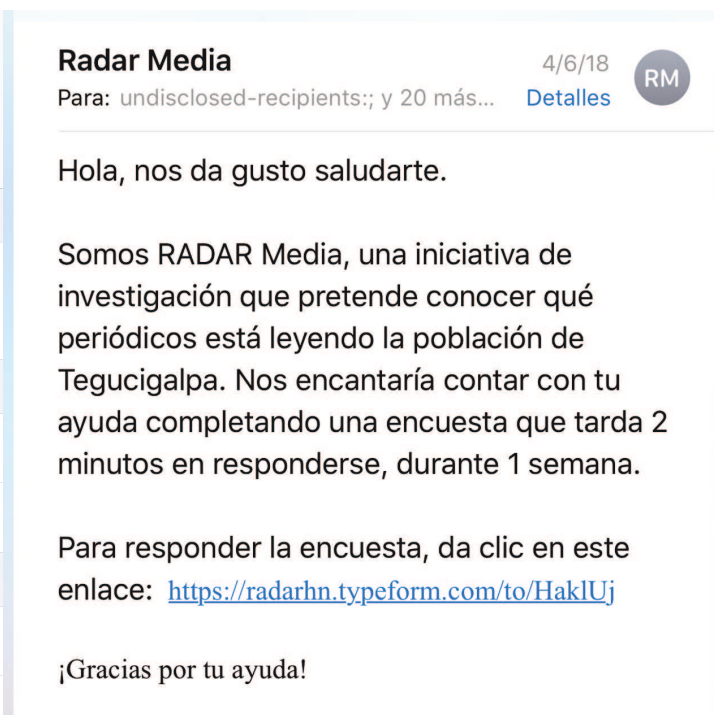 Radar Media
4/6/18
RM
Para: undisclosed-recipients:; y 20 más... Detalles
Hola, nos da gusto saludarte.
Somos RADAR Media, una iniciativa de
investigación que pretende conocer qué
periódicos está leyendo la población de
Tegucigalpa. Nos encantaría contar con tu
ayuda completando una encuesta que tarda 2
minutos en responderse, durante 1 semana.
Para responder la encuesta, da clic en este
enlace: https://radarhn.typeform.com/to/HaklUj
¡Gracias por tu ayuda!